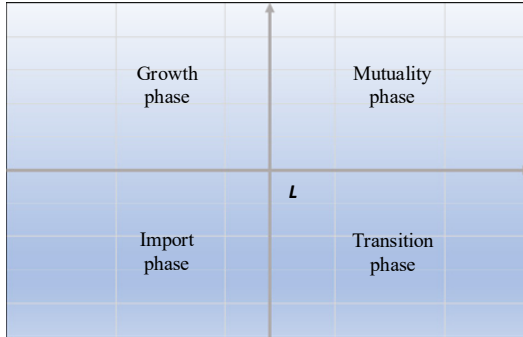 Growth
phase
Mutuality
phase
L
Import
phase
Transition
phase